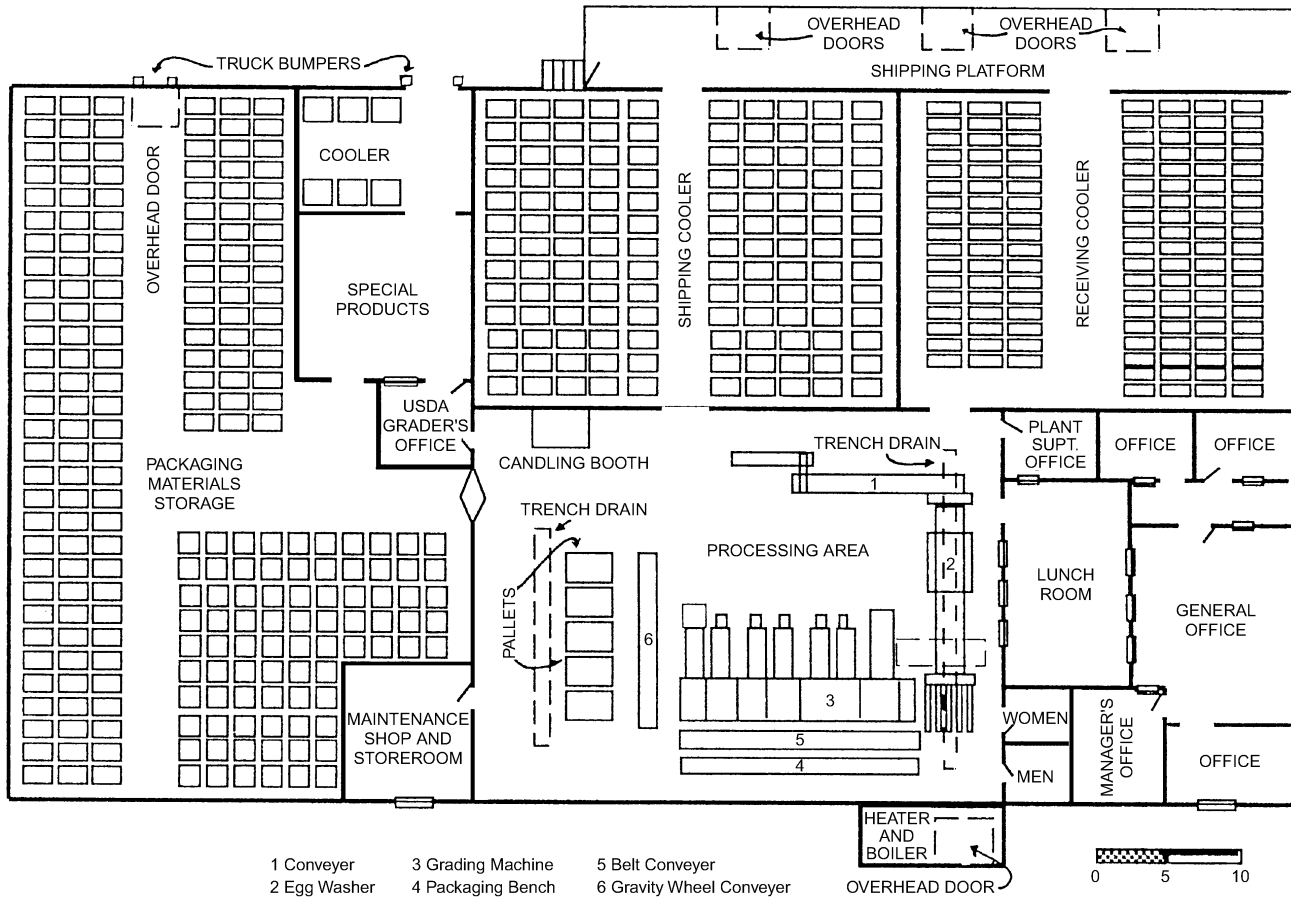 OVERHEAD
DOORS
OVERHEAD
DOORS
TRUCK BUMPERS
SHIPPING PLATFORM
OVERHEAD DOOR
COOLER
SHIPPING COOLER
RECEIVING COOLER
SPECIAL
PRODUCTS
USDA
GRADER'S
OFFICE
CANDLING BOOTH
TRENCH DRAIN
PLANT
SUPT.
OFFICE
OFFICE
OFFICE
PACKAGING
MATERIALS
STORAGE
1
TRENCH DRAIN
PROCESSING AREA
2
LUNCH
ROOM
GENERAL
OFFICE
PALLETS
6
3
MAINTENANCE
SHOP AND
STOREROOM
5
4
WOMEN
MEN
MANAGER'S
OFFICE
OFFICE
HEATER
AND
BOILER
OVERHEAD DOOR
1 Conveyer
2 Egg Washer
3 Grading Machine
4 Packaging Bench
5 Belt Conveyer
6 Gravity Wheel Conveyer
0 5 10